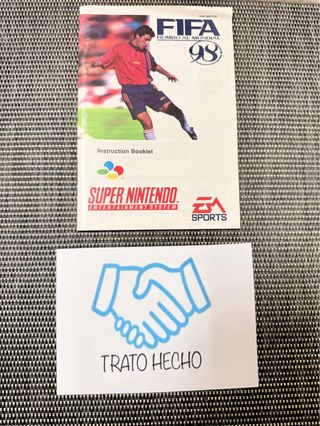 FIFA
RUMBO AL MUNDIAL
98
Instruction Booklet
SUPER NINTENDO
ENTERTAINMENT SYSTEM
EA
SPORTS
TRATO HECHO